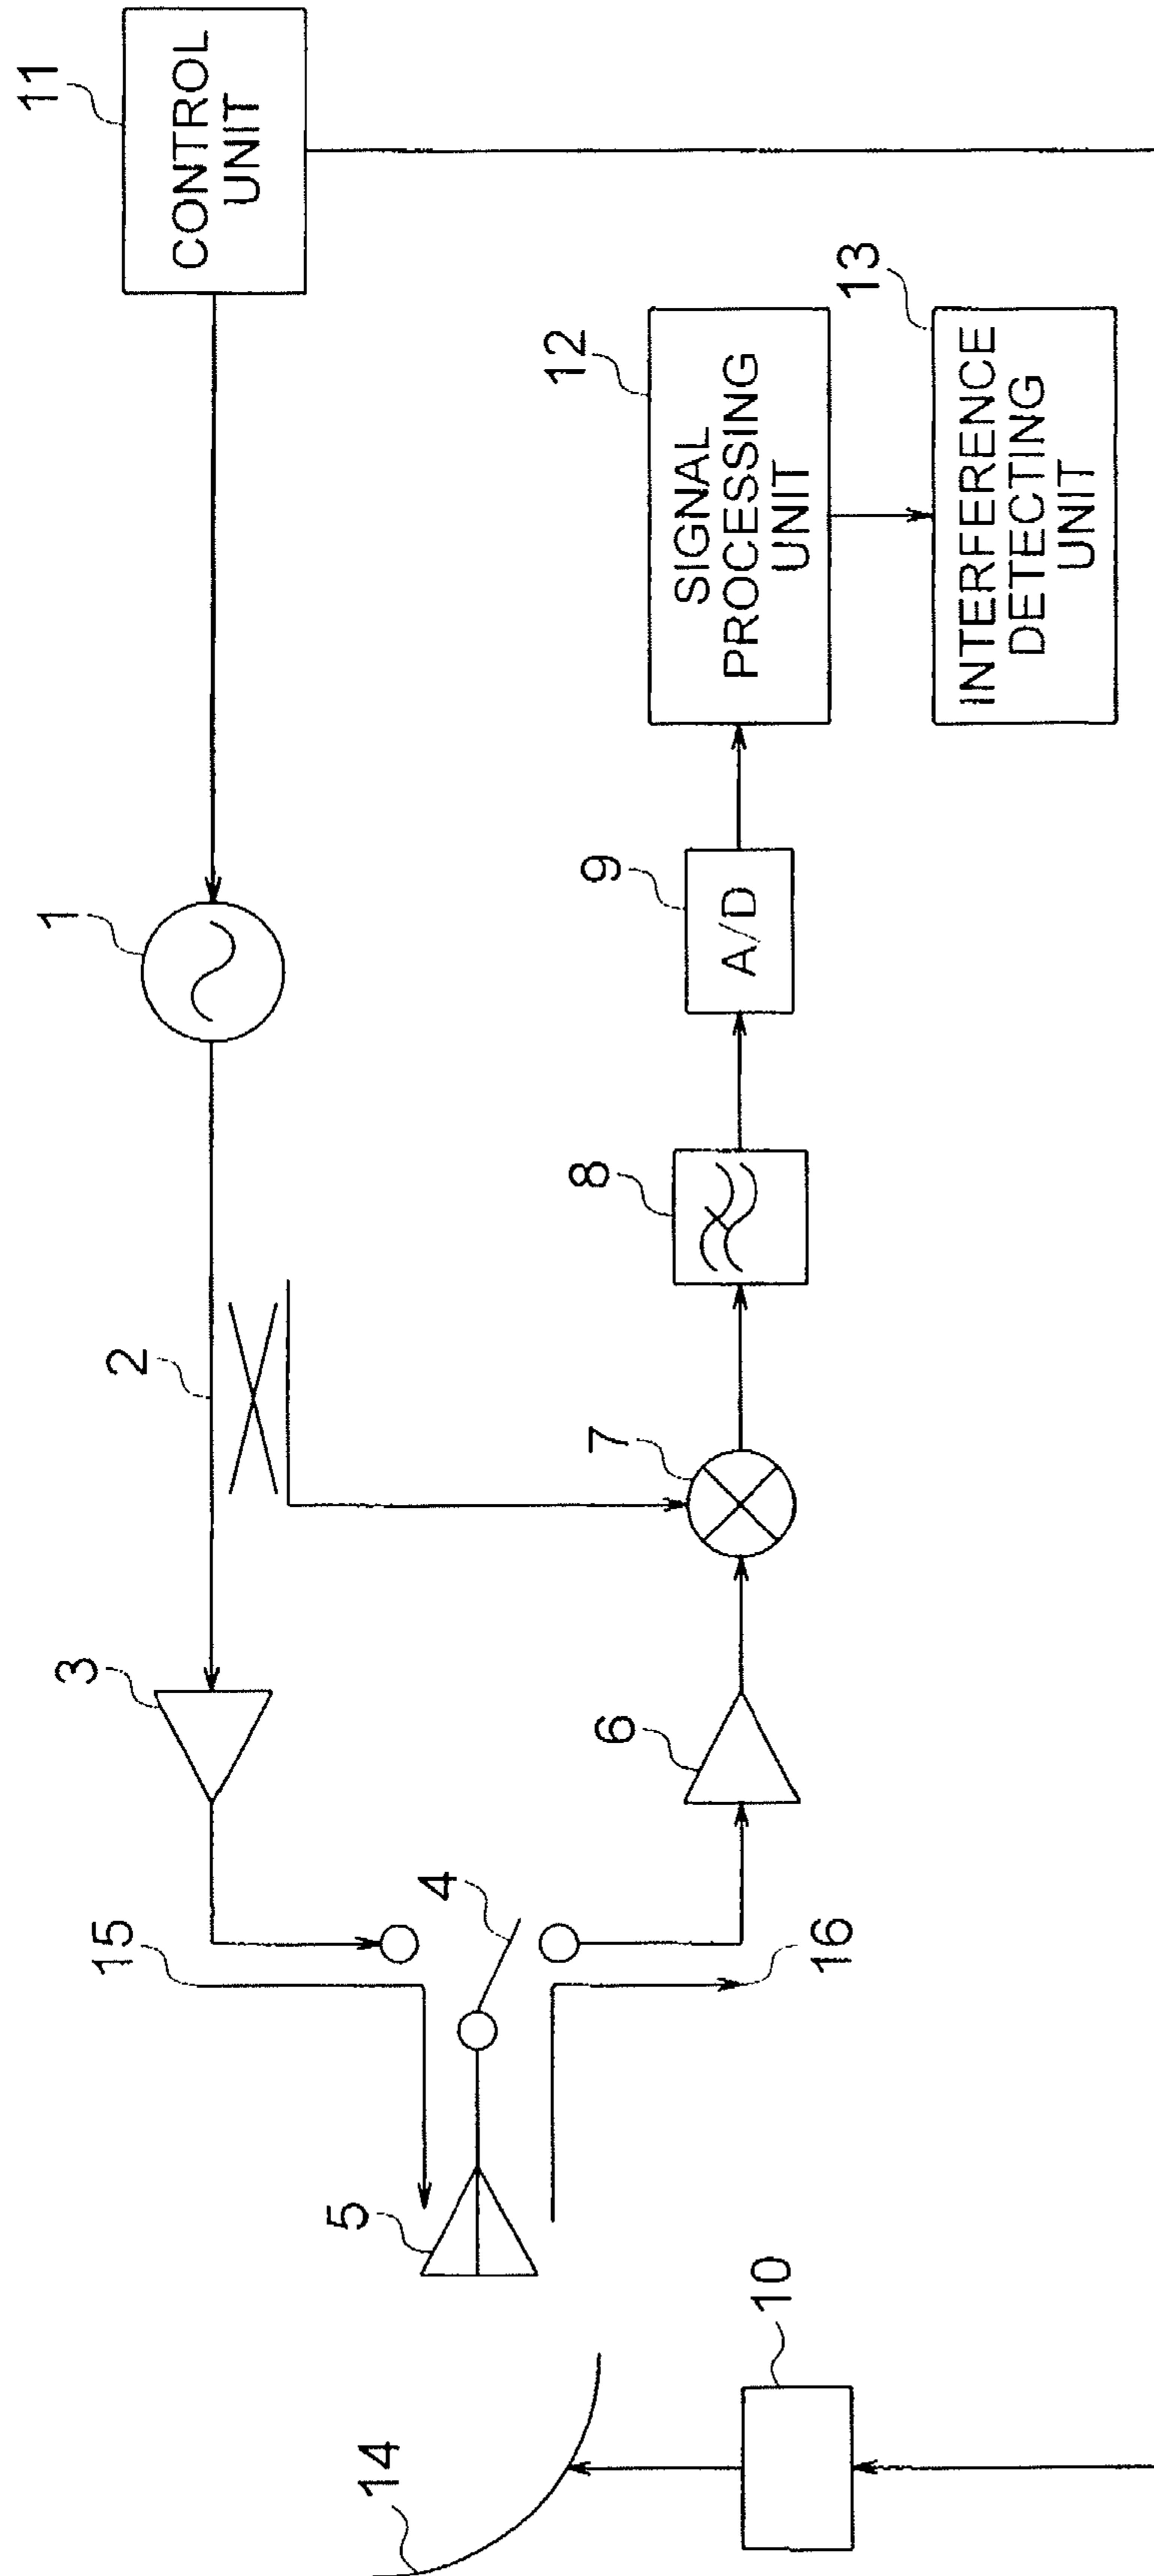 3
1
11
15
2
CONTROL
UNIT
14
5
4
6
7
8
9
12
A/D
SIGNAL
PROCESSING
UNIT
10
16
13
INTERFERENCE
DETECTING
UNIT